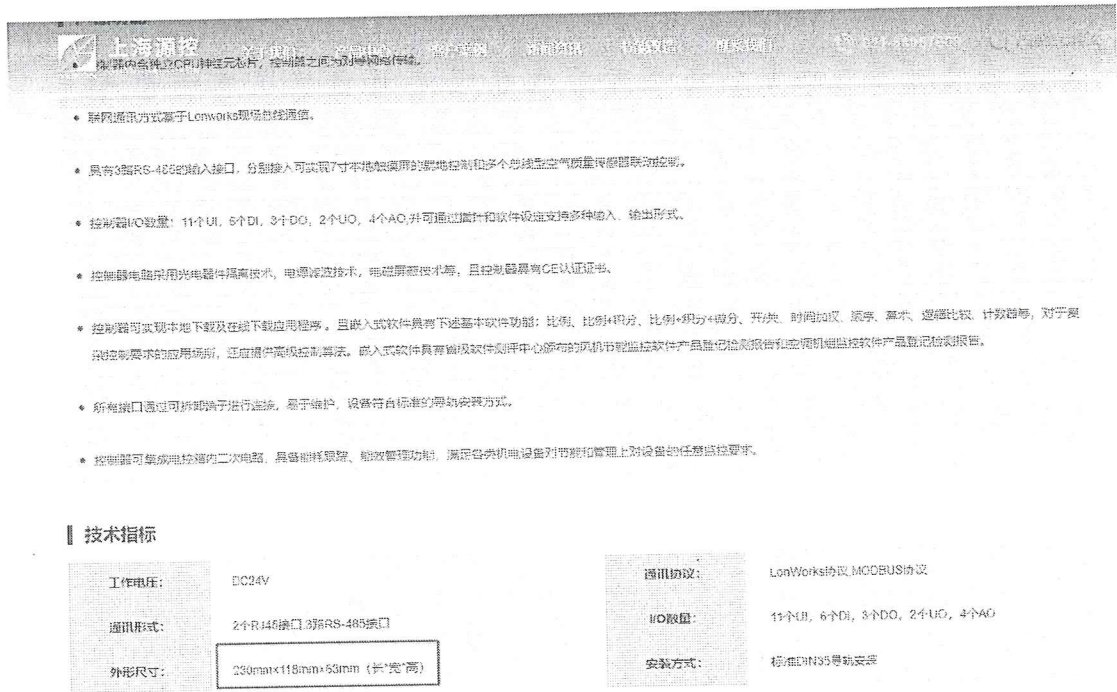 上海源控
关于我们
控制器内含独立CPU神经元芯片，控制器之间为对等网络传输。
联网通讯方式基于Lonworks现场总线通信。
具有3路RS-485的输入接口，分别接入可实现7寸本地触摸屏的就地控制和多个总线型空气质量传感器联动控制。
控制器I/O数量：11个UI，6个DI，3个DO，2个UO，4个AO,并可通过插针和软件设定支持多种输入、输出形式。
控制器电路采用光电器件隔离技术，电源滤波技术，电磁屏蔽技术等，且控制器具有CE认证证书。
控制器可实现本地下载及在线下载应用程序。且嵌入式软件具有下述基本软件功能：比例、比例+积分、比例+积分+微分、开/关、时间加权、顺序、算术、逻辑比较、计数器等，对于复
杂控制要求的应用场所，还应提供高级控制算法。嵌入式软件具有省级软件测评中心颁布的风机节能监控软件产品登记检测报告和空调机组监控软件产品登记检测报告。
所有接口通过可拆卸端子进行连接，易于维护，设备符合标准的导轨安装方式。
控制器可集成电控箱内二次电路，具备能耗跟踪、能效管理功能，满足各类机电设备对节能和管理上对设备的任意监控要求。
技术指标
工作电压： DC24V 通讯协议： LonWorks协议,MODBUS协议
通讯形式： 2个RJ45接口,3路RS-485接口 I/O数量： 11个UI，6个DI，3个DO，2个UO，4个AO
外形尺寸： 230mm×118mm×53mm（长*宽*高） 安装方式： 标准DIN35导轨安装